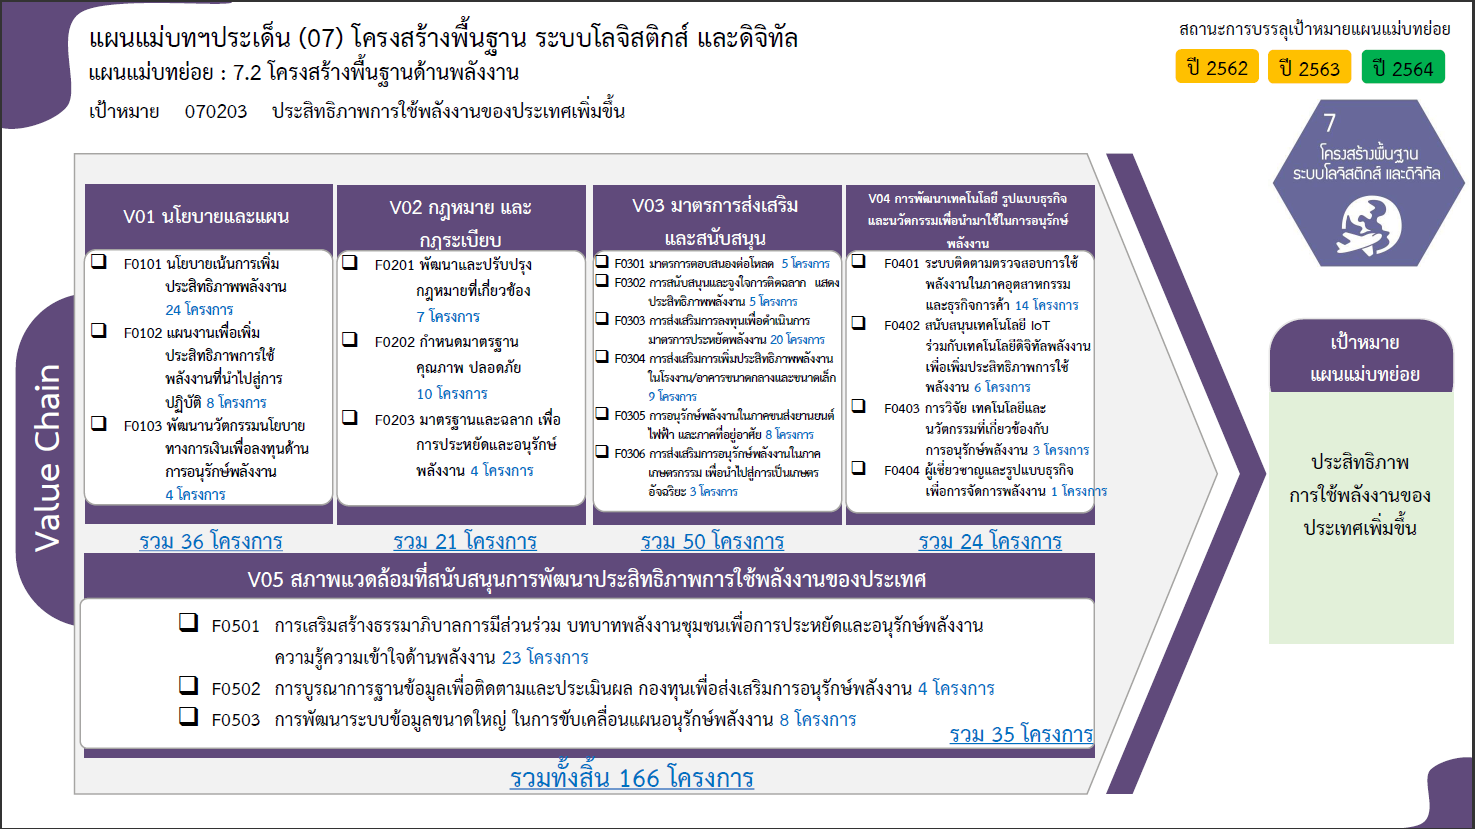 แผนแม่บทฯประเด็น (07) โครงสร้างพื้นฐาน ระบบโลจิสติกส์ และดิจิทัล
แผนแม่บทย่อย : 7.2 โครงสร้างพื้นฐานด้านพลังงาน
เป้าหมาย 070203 ประสิทธิภาพการใช้พลังงานของประเทศเพิ่มขึ้น
สถานะการบรรลุเป้าหมายแผนแม่บทย่อย
ปี 2562 ปี 2563 ปี 2564
7
โครงสร้างพื้นฐาน
ระบบโลจิสติกส์ และดิจิทัล
Value Chain
V01 นโยบายและแผน
F0101 นโยบายเน้นการเพิ่ม
ประสิทธิภาพพลังงาน
24 โครงการ
F0102 แผนงานเพื่อเพิ่ม
ประสิทธิภาพการใช้
พลังงานที่นำไปสู่การ
ปฏิบัติ 8 โครงการ
F0103 พัฒนานวัตกรรมนโยบาย
ทางการเงินเพื่อลงทุนด้าน
การอนุรักษ์พลังงาน
4 โครงการ
รวม 36 โครงการ
V02 กฎหมาย และ
กฎระเบียบ
F0201 พัฒนาและปรับปรุง
กฎหมายที่เกี่ยวข้อง
7 โครงการ
F0202 กำหนดมาตรฐาน
คุณภาพ ปลอดภัย
10 โครงการ
F0203 มาตรฐานและฉลาก เพื่อ
การประหยัดและอนุรักษ์
พลังงาน 4 โครงการ
รวม 21 โครงการ
V03 มาตรการส่งเสริม
และสนับสนุน
F0301 มาตรการตอบสนองต่อโหลด 5 โครงการ
F0302 การสนับสนุนและจูงใจการติดฉลาก แสดง
ประสิทธิภาพพลังงาน 5 โครงการ
F0303 การส่งเสริมการลงทุนเพื่อดำเนินการ
มาตรการประหยัดพลังงาน 20 โครงการ
F0304 การส่งเสริมการเพิ่มประสิทธิภาพพลังงาน
ในโรงงาน/อาคารขนาดกลางและขนาดเล็ก
9 โครงการ
F0305 การอนุรักษ์พลังงานในภาคขนส่งยานยนต์
ไฟฟ้า และภาคที่อยู่อาศัย 8 โครงการ
F0306 การส่งเสริมการอนุรักษ์พลังงานในภาค
เกษตรกรรม เพื่อนำไปสู่การเป็นเกษตร
อัจฉริยะ 3 โครงการ
รวม 50 โครงการ
V04 การพัฒนาเทคโนโลยี รูปแบบธุรกิจ
และนวัตกรรมเพื่อนำมาใช้ในการอนุรักษ์
พลังงาน
F0401 ระบบติดตามตรวจสอบการใช้
พลังงานในภาคอุตสาหกรรม
และธุรกิจการค้า 14 โครงการ
F0402 สนับสนุนเทคโนโลยี IoT
ร่วมกับเทคโนโลยีดิจิทัลพลังงาน
เพื่อเพิ่มประสิทธิภาพการใช้
พลังงาน 6 โครงการ
F0403 การวิจัย เทคโนโลยีและ
นวัตกรรมที่เกี่ยวข้องกับ
การอนุรักษ์พลังงาน 3 โครงการ
F0404 ผู้เชี่ยวชาญและรูปแบบธุรกิจ
เพื่อการจัดการพลังงาน 1 โครงการ
รวม 24 โครงการ
V05 สภาพแวดล้อมที่สนับสนุนการพัฒนาประสิทธิภาพการใช้พลังงานของประเทศ
F0501 การเสริมสร้างธรรมาภิบาลการมีส่วนร่วม บทบาทพลังงานชุมชนเพื่อการประหยัดและอนุรักษ์พลังงาน
ความรู้ความเข้าใจด้านพลังงาน 23 โครงการ
F0502 การบูรณาการฐานข้อมูลเพื่อติดตามและประเมินผล กองทุนเพื่อส่งเสริมการอนุรักษ์พลังงาน 4 โครงการ
F0503 การพัฒนาระบบข้อมูลขนาดใหญ่ ในการขับเคลื่อนแผนอนุรักษ์พลังงาน 8 โครงการ
รวม 35 โครงการ
รวมทั้งสิ้น 166 โครงการ
เป้าหมาย
แผนแม่บทย่อย
ประสิทธิภาพ
การใช้พลังงานของ
ประเทศเพิ่มขึ้น